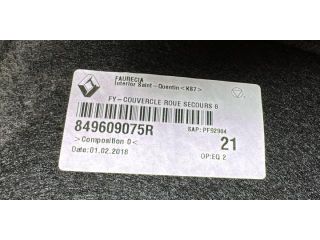 FAURECIA
Interior Saint-Quentin <K67>
FY-COUVERCLE ROUE SECOURS 6
849609075R
SAP: PF92904
>Composition 0<
21
Date: 01.02.2018
OP:EQ 2